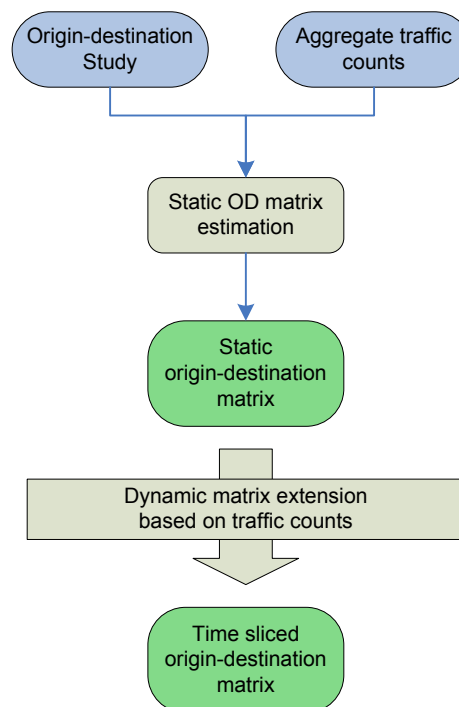 Origin-destination
Study
Aggregate traffic
counts
Static OD matrix
estimation
Static
origin-destination
matrix
Dynamic matrix extension
based on traffic counts
Time sliced
origin-destination
matrix